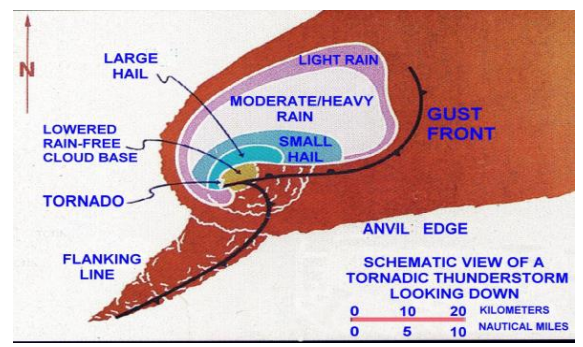 N
LARGE
HAIL
LIGHT RAIN
MODERATE/HEAVY
RAIN
GUST
FRONT
LOWERED
RAIN-FREE
CLOUD BASE
SMALL
HAIL
TORNADO
ANVIL EDGE
FLANKING
LINE
SCHEMATIC VIEW OF A
TORNADIC THUNDERSTORM
LOOKING DOWN
0 10 20 KILOMETERS
0 5 10 NAUTICAL MILES